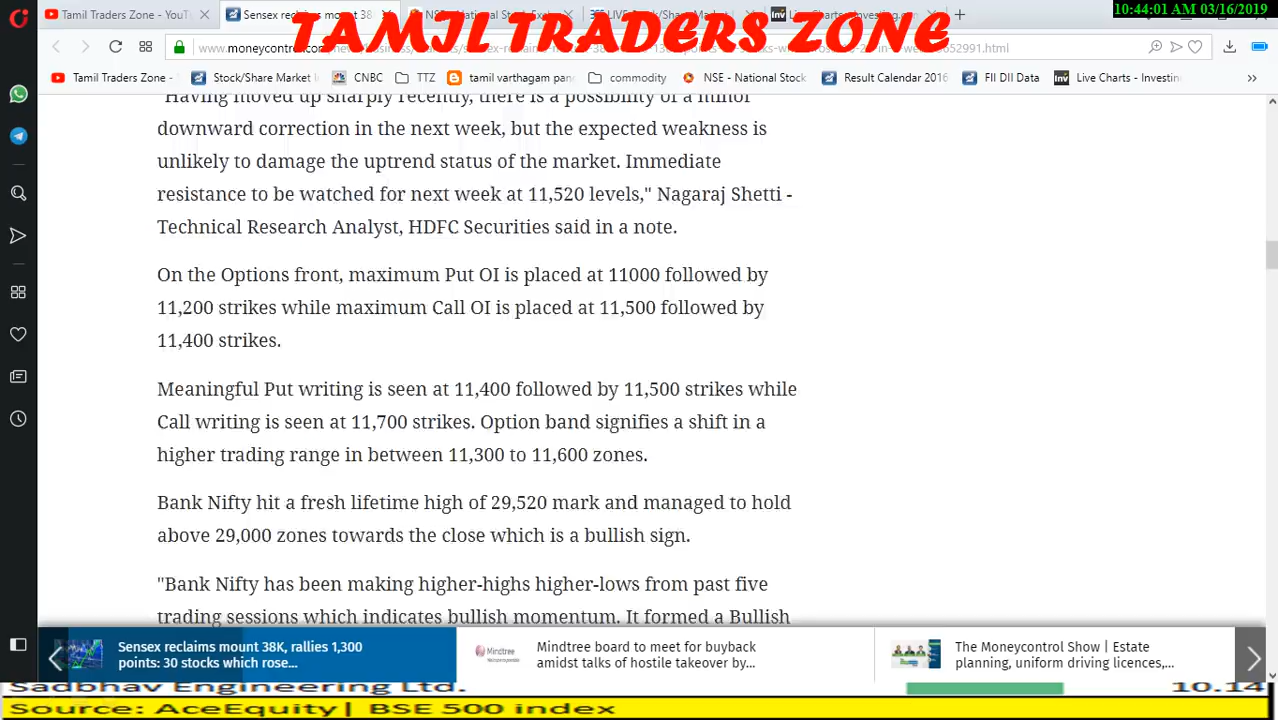 10:44:01 AM 03/16/2019
TAMIL TRADERS ZONE
Tamil Traders Zone - YouT
Sensex reclaims mount 38K
Live Charts - Investing.com
www.moneycontrol.com
Tamil Traders Zone - Stock/Share Market I CNBC TTZ tamil varthagam pan commodity NSE - National Stock Result Calendar 2016 FII DII Data Live Charts - Investin
"Having moved up sharply recently, there is a possibility of a minor
downward correction in the next week, but the expected weakness is
unlikely to damage the uptrend status of the market. Immediate
resistance to be watched for next week at 11,520 levels," Nagaraj Shetti -
Technical Research Analyst, HDFC Securities said in a note.
On the Options front, maximum Put OI is placed at 11000 followed by
11,200 strikes while maximum Call OI is placed at 11,500 followed by
11,400 strikes.
Meaningful Put writing is seen at 11,400 followed by 11,500 strikes while
Call writing is seen at 11,700 strikes. Option band signifies a shift in a
higher trading range in between 11,300 to 11,600 zones.
Bank Nifty hit a fresh lifetime high of 29,520 mark and managed to hold
above 29,000 zones towards the close which is a bullish sign.
"Bank Nifty has been making higher-highs higher-lows from past five
trading sessions which indicates bullish momentum. It formed a Bullish
Sensex reclaims mount 38K, rallies 1,300
points: 30 stocks which rose...
Mindtree
Mindtree board to meet for buyback
amidst talks of hostile takeover by...
The Moneycontrol Show | Estate
planning, uniform driving licences,...
Sadbhav Engineering Ltd. 10.14
Source: AceEquity| BSE 500 index